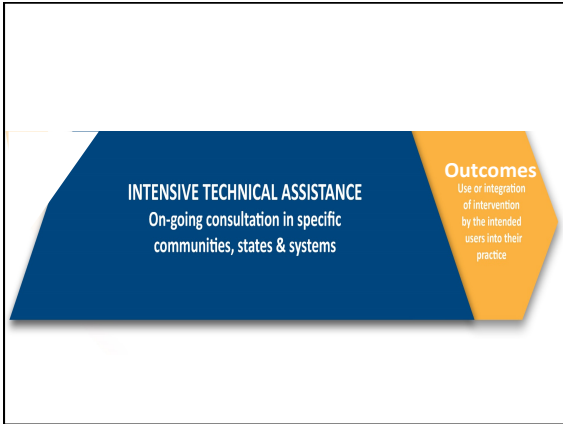 INTENSIVE TECHNICAL ASSISTANCE
On-going consultation in specific
communities, states & systems
Outcomes
Use or integration
of intervention
by the intended
users into their
practice